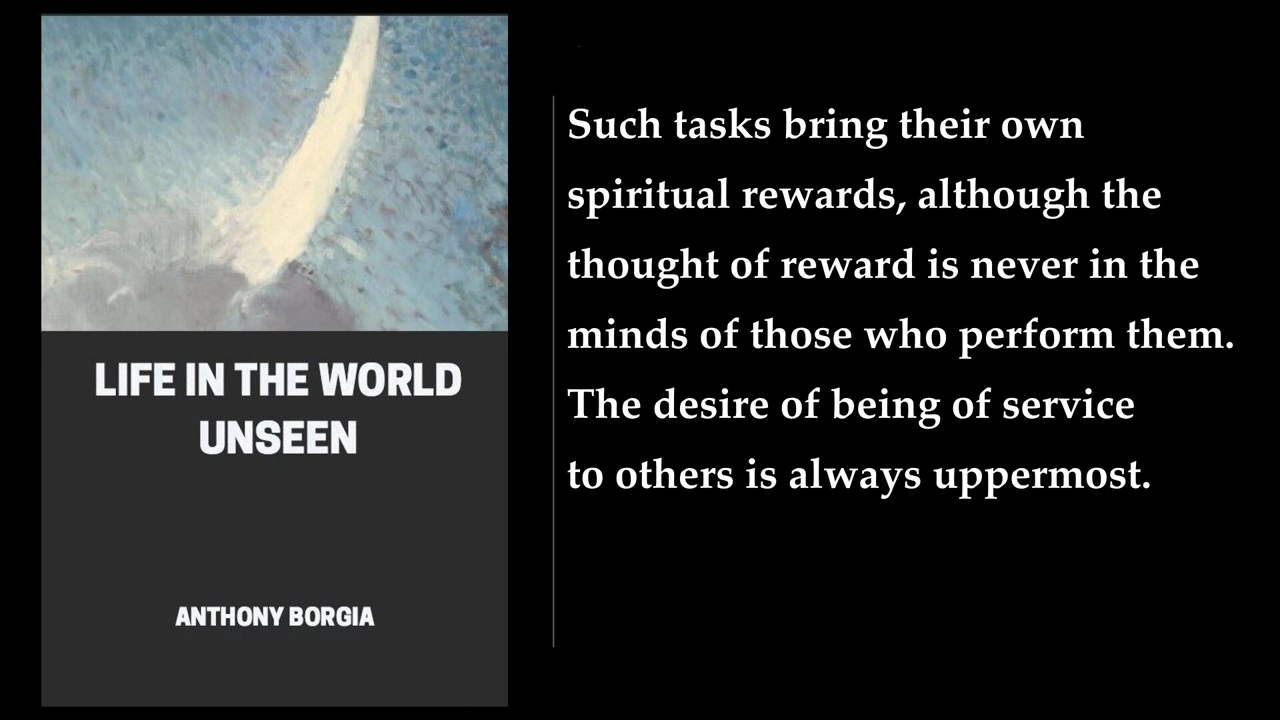 LIFE IN THE WORLD
UNSEEN
ANTHONY BORGIA
Such tasks bring their own
spiritual rewards, although the
thought of reward is never in the
minds of those who perform them.
The desire of being of service
to others is always uppermost.